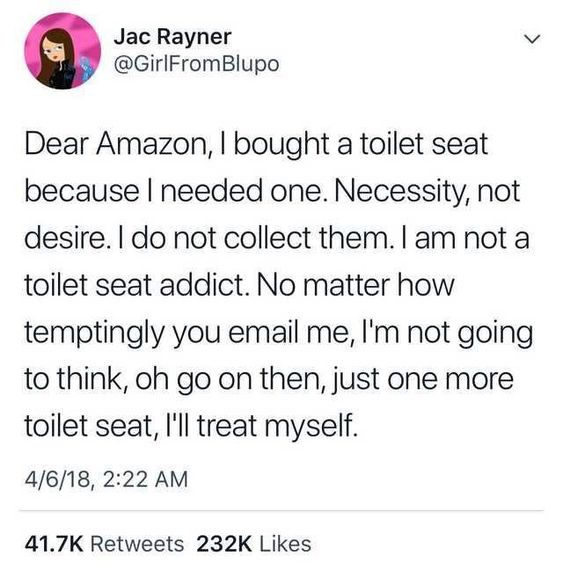 Jac Rayner
@GirlFromBlupo
Dear Amazon, I bought a toilet seat
because I needed one. Necessity, not
desire. I do not collect them. I am not a
toilet seat addict. No matter how
temptingly you email me, I'm not going
to think, oh go on then, just one more
toilet seat, I'll treat myself.
4/6/18, 2:22 AM
41.7K Retweets 232K Likes